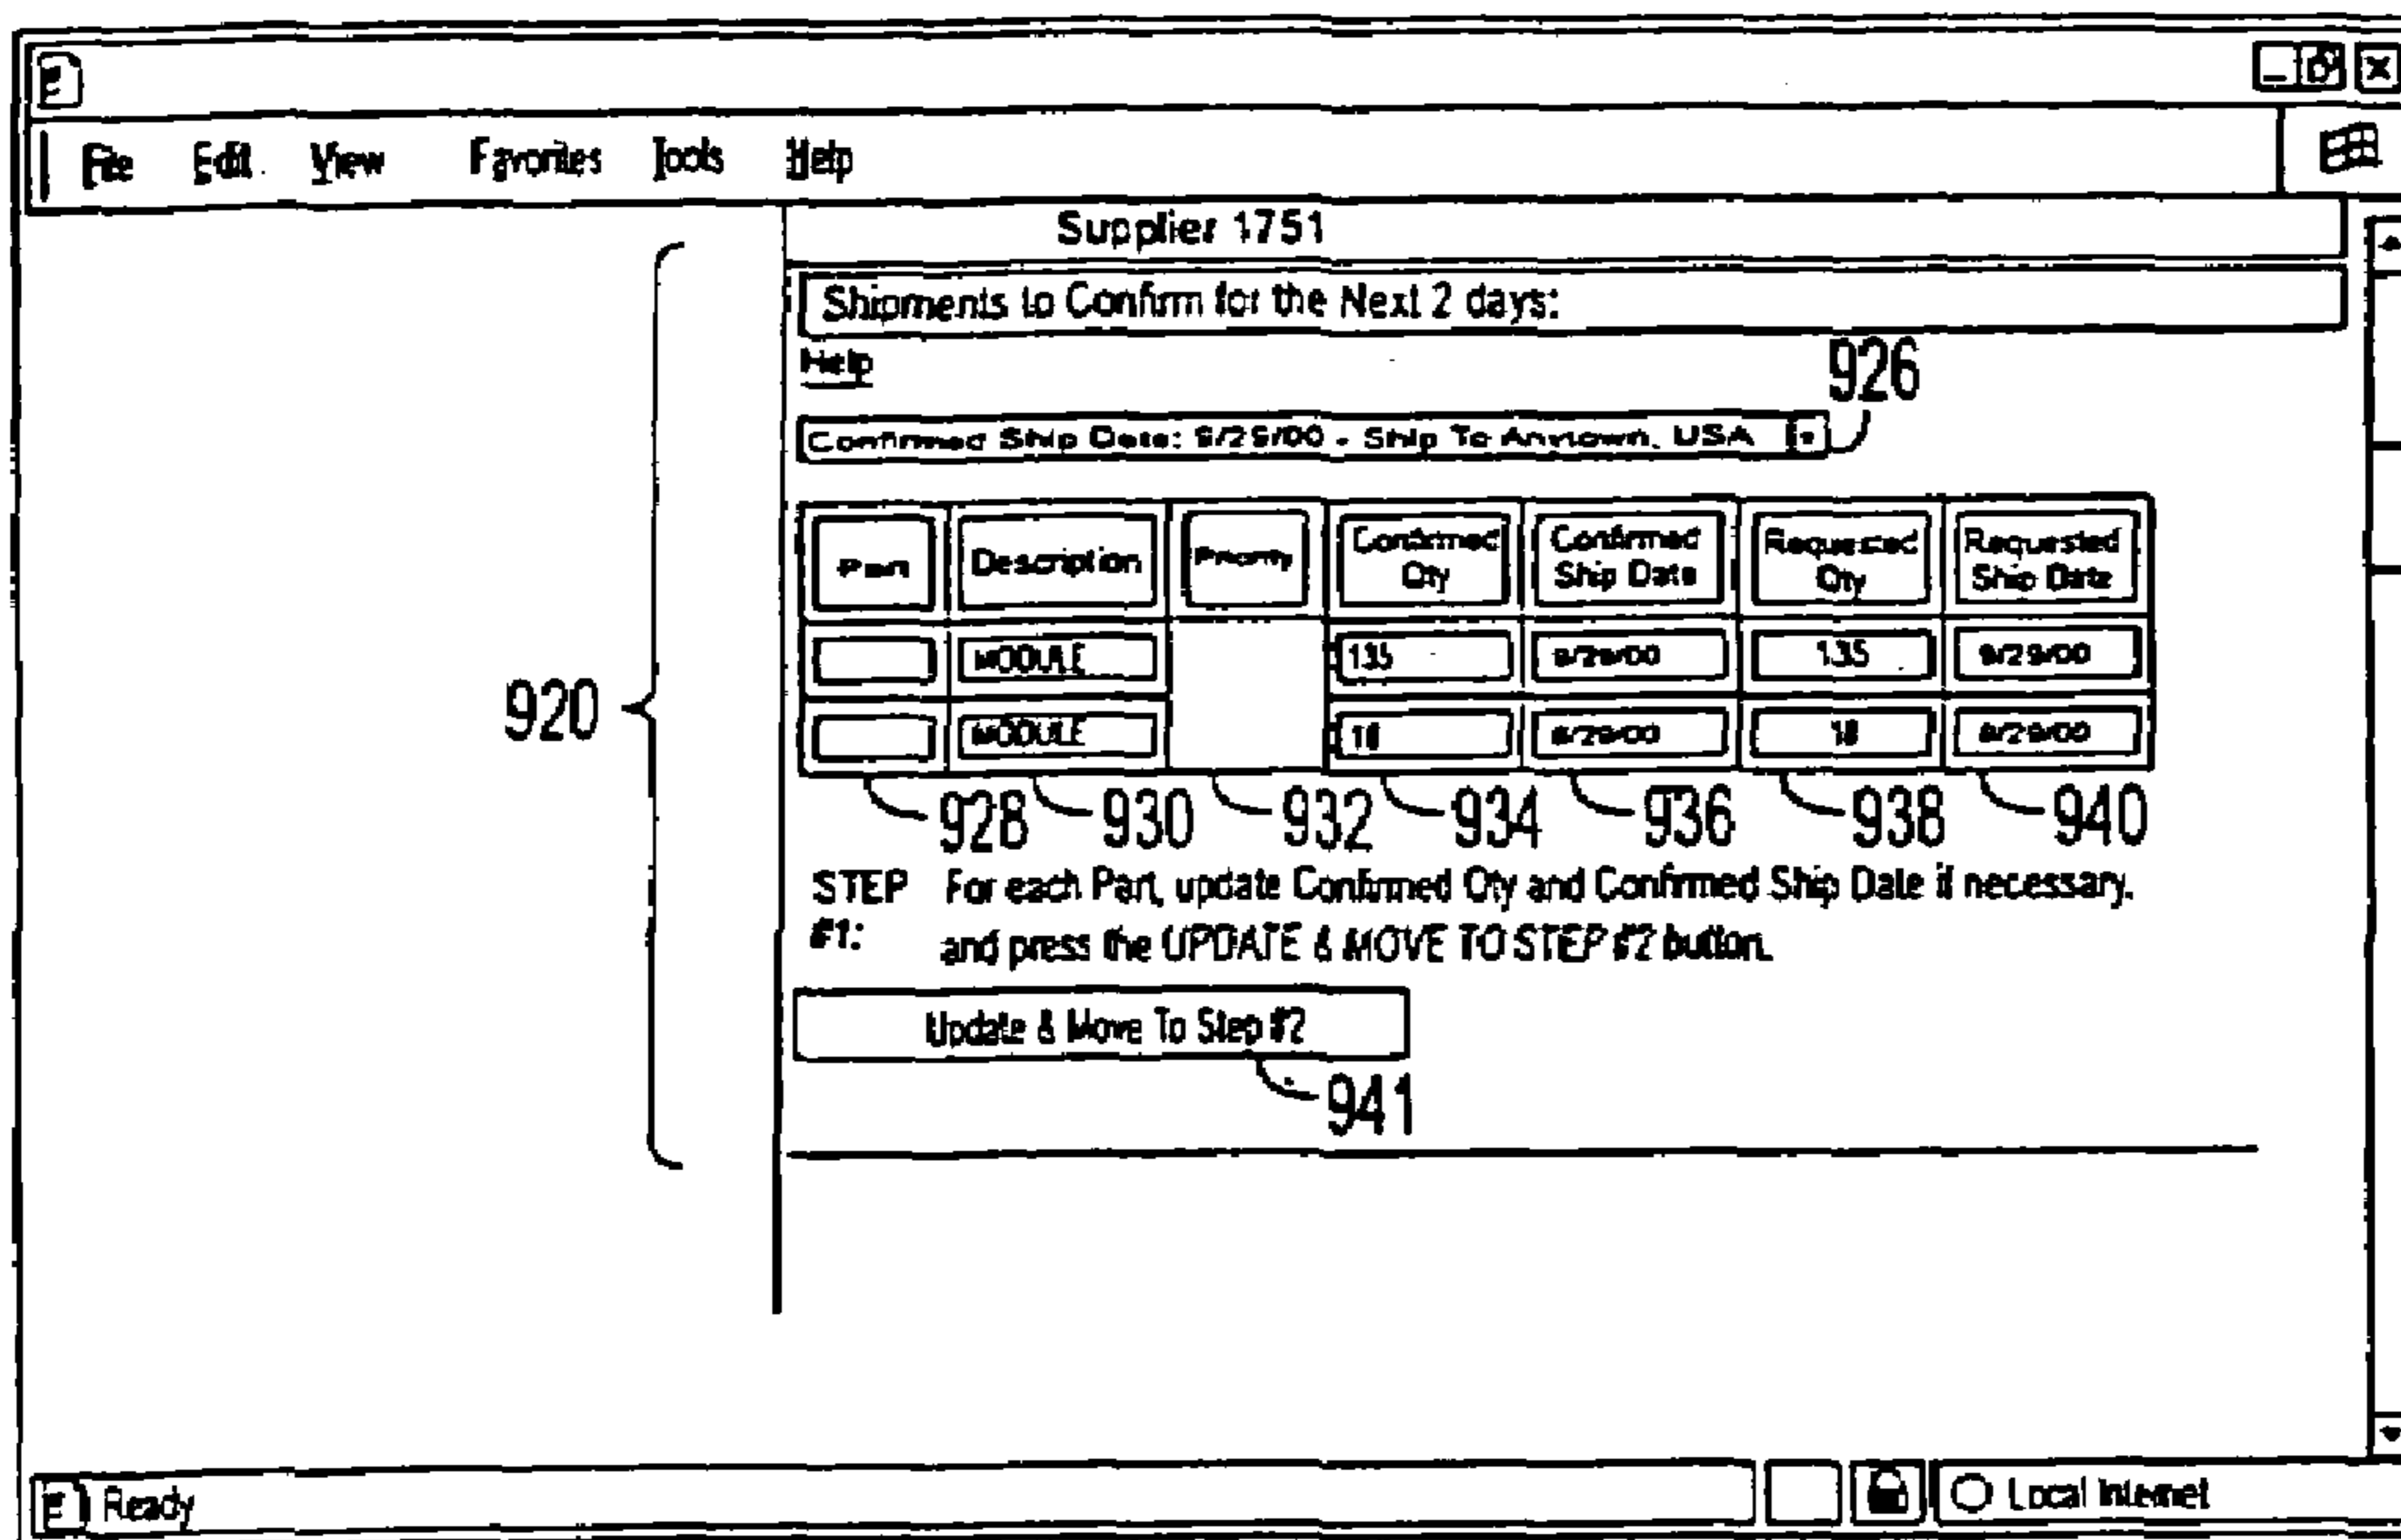 File Edit View Favorites Tools Help
Supplier 1751
Shipments to Confirm for the Next 2 days:
Help
926
Confirmed Ship Date: 9/29/00 - Ship To Anytown, USA
Part Description Priority Confirmed Qty Confirmed Ship Date Requested Qty Requested Ship Date
MODULE 135 9/29/00 135 9/29/00
MODULE 18 9/29/00 18 9/29/00
920
928 930 932 934 936 938 940
STEP #1: For each Part, update Confirmed Qty and Confirmed Ship Date if necessary.
and press the UPDATE & MOVE TO STEP #2 button.
Update & Move To Step #2
941
Ready
Local Internet